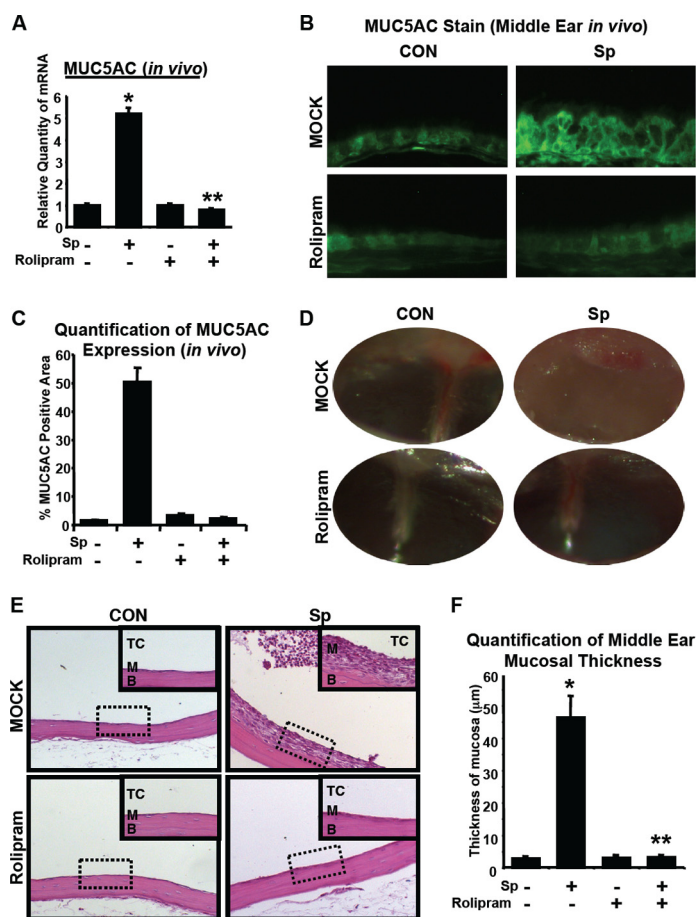 A
MUC5AC (in vivo)
Relative Quantity of mRNA
6
5
4
3
2
1
0
*
**
Sp - + - +
Rolipram - - + +
B
MUC5AC Stain (Middle Ear in vivo)
CON Sp
MOCK
Rolipram
C
Quantification of MUC5AC
Expression (in vivo)
% MUC5AC Positive Area
60
50
40
30
20
10
0
Sp - + - +
Rolipram - - + +
D
CON Sp
MOCK
Rolipram
E
CON Sp
MOCK
TC
M
B
TC
M
B
Rolipram
TC
M
B
TC
M
B
F
Quantification of Middle Ear
Mucosal Thickness
Thickness of mucosa (µm)
60
50
40
30
20
10
0
*
**
Sp - + - +
Rolipram - - + +